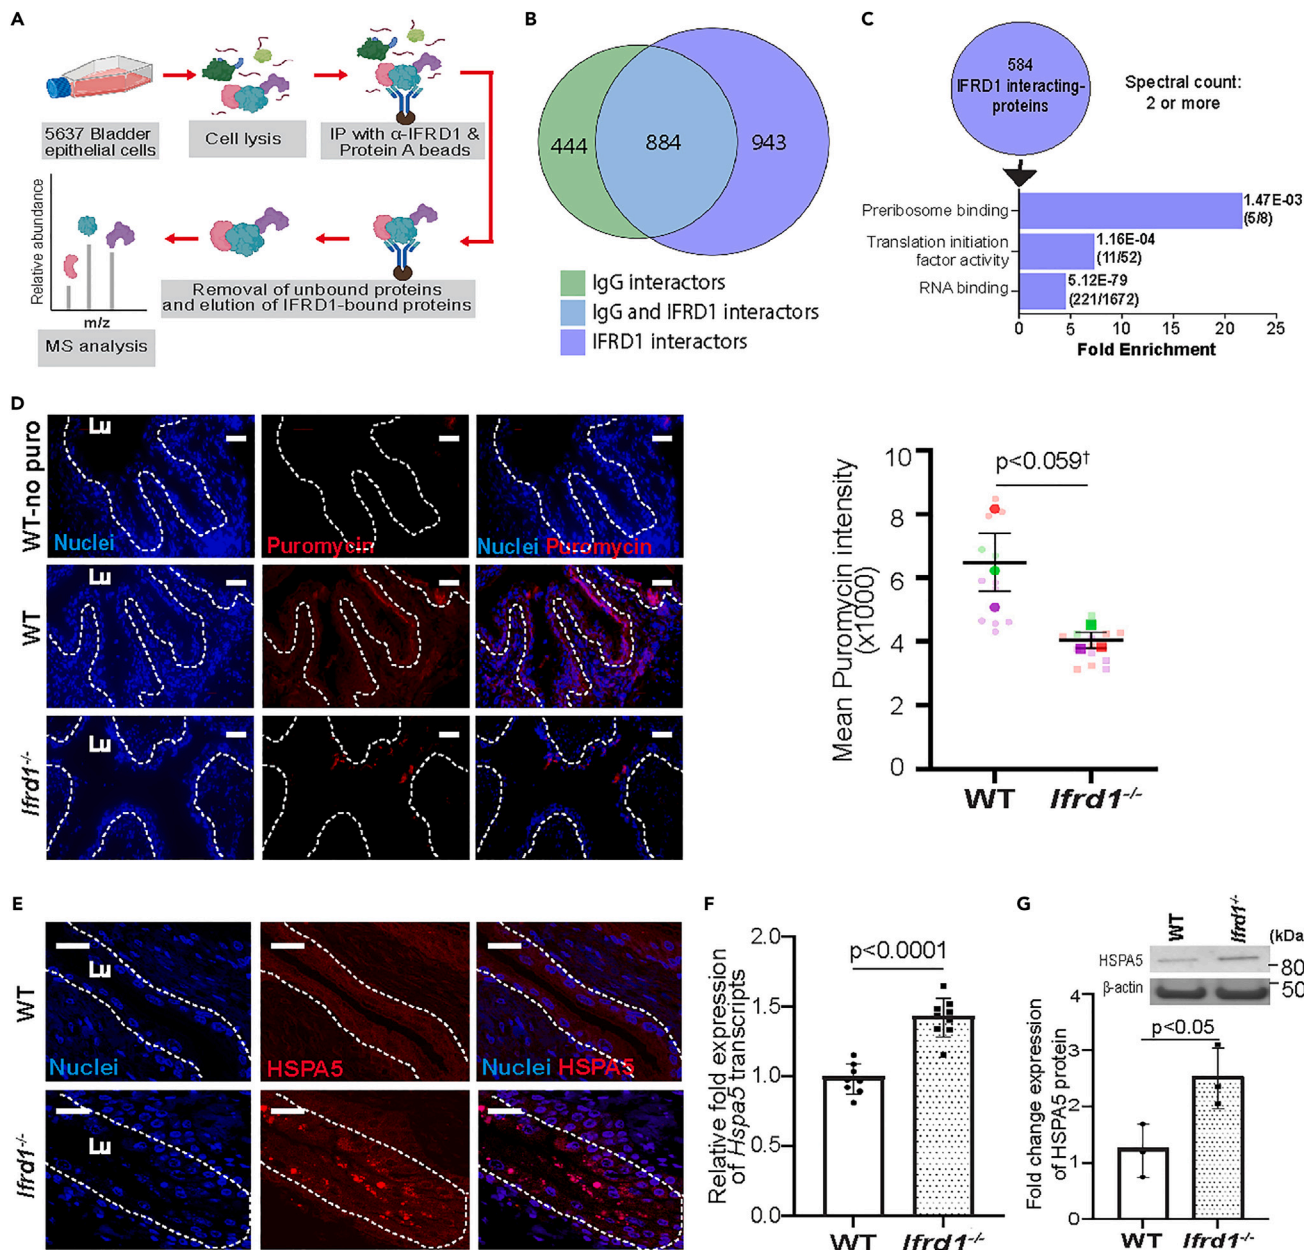 A
5637 Bladder
epithelial cells
Cell lysis
IP with α-IFRD1 &
Protein A beads
Relative abundance
m/z
MS analysis
Removal of unbound proteins
and elution of IFRD1-bound proteins
B
444
884
943
IgG interactors
IgG and IFRD1 interactors
IFRD1 interactors
C
584
IFRD1 interacting-
proteins
Spectral count:
2 or more
Preribosome binding
1.47E-03
(5/8)
Translation initiation
factor activity
1.16E-04
(11/52)
RNA binding
5.12E-79
(221/1672)
0 5 10 15 20 25
Fold Enrichment
D
WT-no puro
Nuclei
Puromycin
Nuclei Puromycin
WT
Ifrd1-/-
Mean Puromycin intensity
(x1000)
10
8
6
4
2
0
p<0.059†
WT Ifrd1-/-
E
WT
Nuclei
HSPA5
Nuclei HSPA5
Ifrd1-/-
F
Relative fold expression
of Hspa5 transcripts
2.0
1.5
1.0
0.5
0.0
p<0.0001
WT Ifrd1-/-
G
WT Ifrd1-/- (kDa)
HSPA5
80
β-actin
50
Fold change expression
of HSPA5 protein
4
3
2
1
0
p<0.05
WT Ifrd1-/-